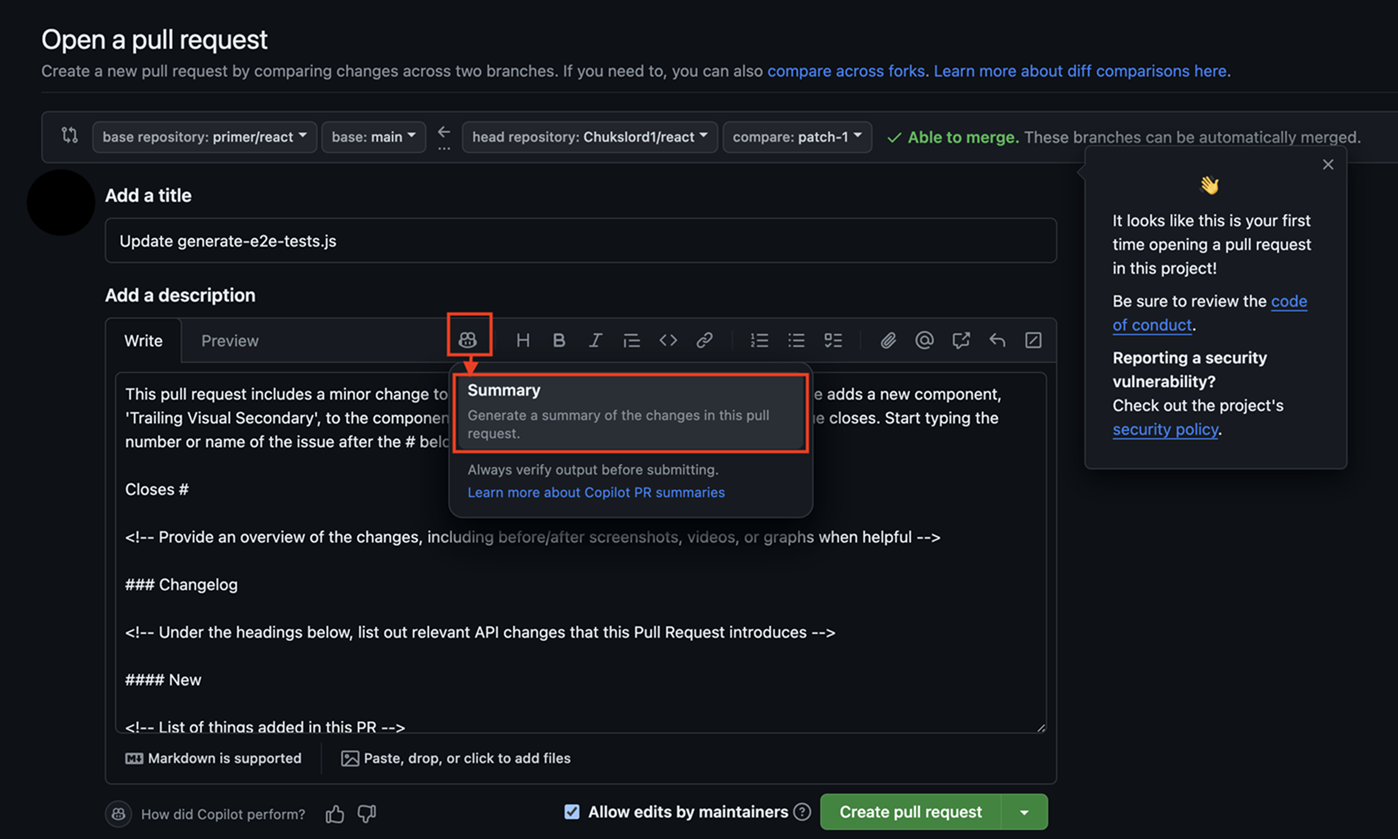 Open a pull request
Create a new pull request by comparing changes across two branches. If you need to, you can also compare across forks. Learn more about diff comparisons here.
base repository: primer/react
base: main
...
head repository: Chukslord1/react
compare: patch-1
Able to merge. These branches can be automatically merged.
Add a title
Update generate-e2e-tests.js
Add a description
Write
Preview
Summary
Generate a summary of the changes in this pull
request.
Always verify output before submitting.
Learn more about Copilot PR summaries
This pull request includes a minor change to
e adds a new component,
'Trailing Visual Secondary', to the componen
e closes. Start typing the
number or name of the issue after the # belo
Closes #
<!-- Provide an overview of the changes, including before/after screenshots, videos, or graphs when helpful -->
### Changelog
<!-- Under the headings below, list out relevant API changes that this Pull Request introduces -->
#### New
<!-- List of things added in this PR -->
Markdown is supported
Paste, drop, or click to add files
How did Copilot perform?
Allow edits by maintainers
Create pull request
It looks like this is your first
time opening a pull request
in this project!
Be sure to review the code
of conduct.
Reporting a security
vulnerability?
Check out the project's
security policy.